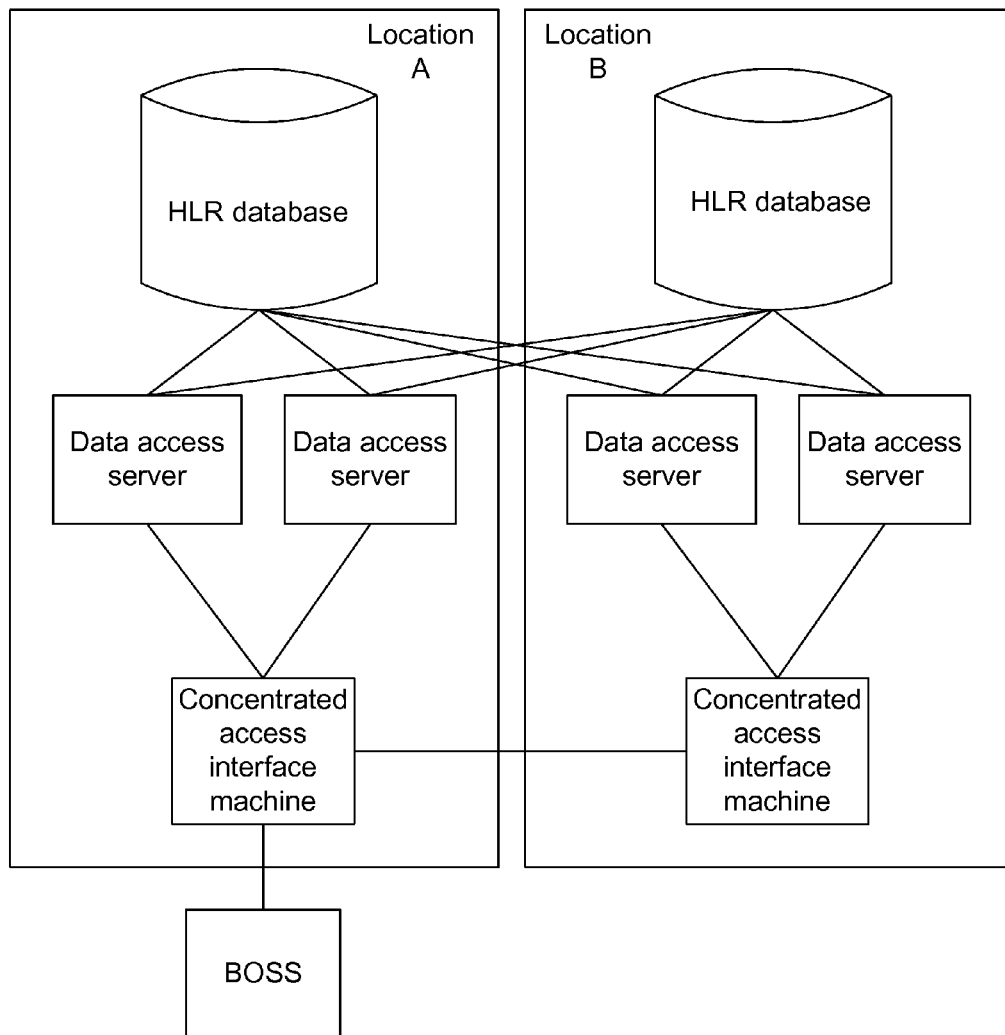 Location
A
Location
B
HLR database
HLR database
Data access
server
Data access
server
Data access
server
Data access
server
Concentrated
access
interface
machine
Concentrated
access
interface
machine
BOSS